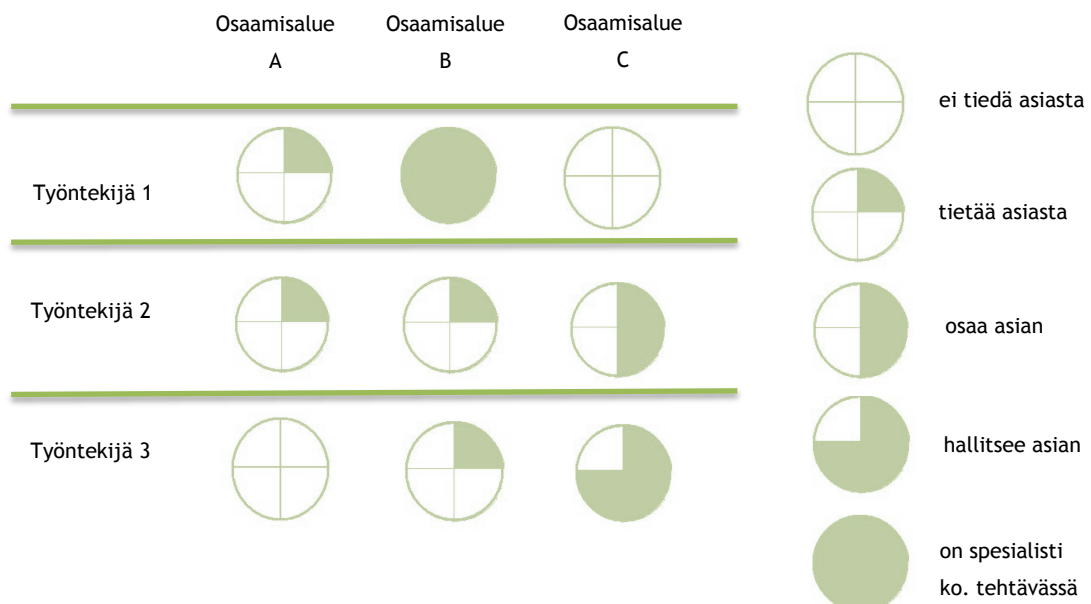 Osaamisalue Osaamisalue Osaamisalue
A B C
Työntekijä 1
Työntekijä 2
Työntekijä 3
ei tiedä asiasta
tietää asiasta
osaa asian
hallitsee asian
on spesialisti
ko. tehtävässä